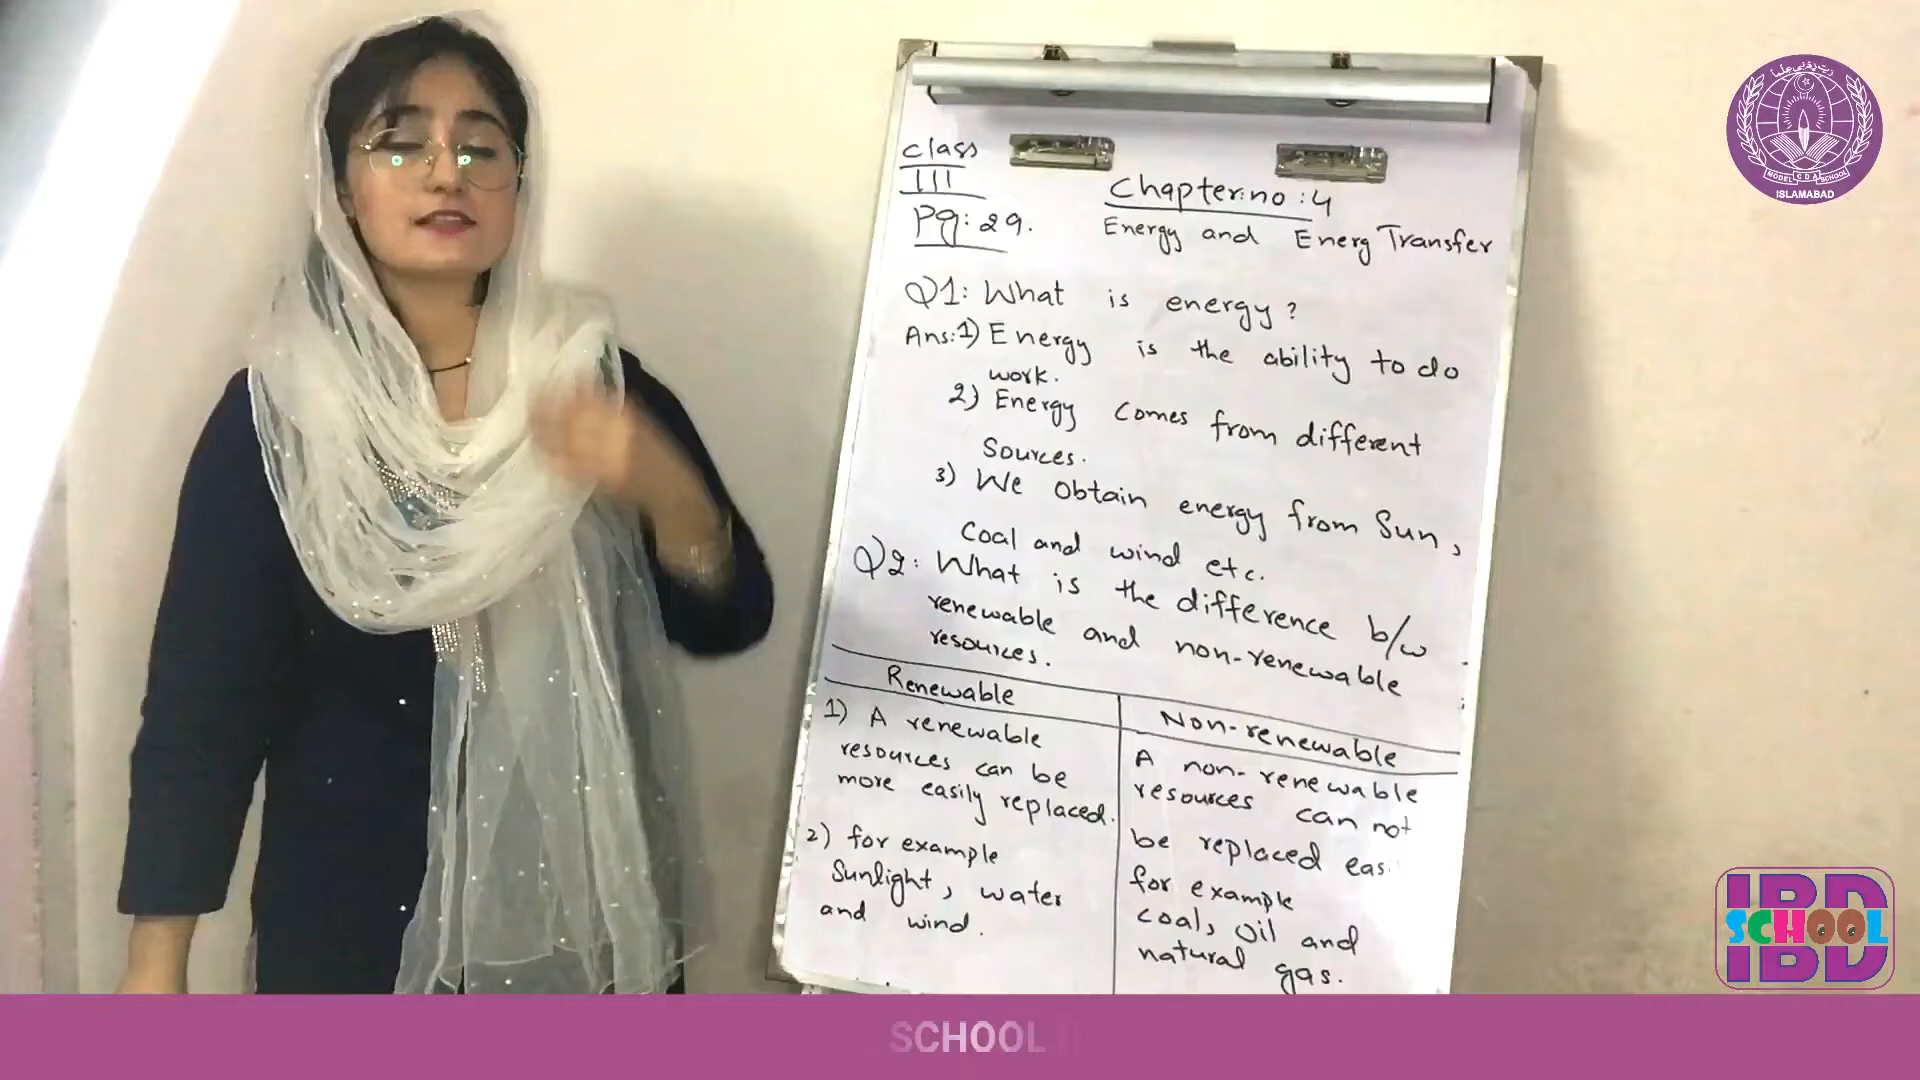 class
III
Pg: 29.
Chapter:no : 4
Energy and Energ Transfer
Q1: What is energy?
Ans:1) Energy is the ability to do
work.
2) Energy comes from different
Sources.
3) We obtain energy from Sun,
Coal and wind etc.
Q2: What is the difference b/w
renewable and non-renewable
resources.
Renewable
1) A renewable
resources can be
more easily replaced.
2) for example
Sunlight, water
and wind.
Non-renewable
A non-renewable
resources can not
be replaced easi
for example
coal, oil and
natural gas.
MODEL CDA SCHOOL
ISLAMABAD
IBD
SCHOOL
IBD
SCHOOL